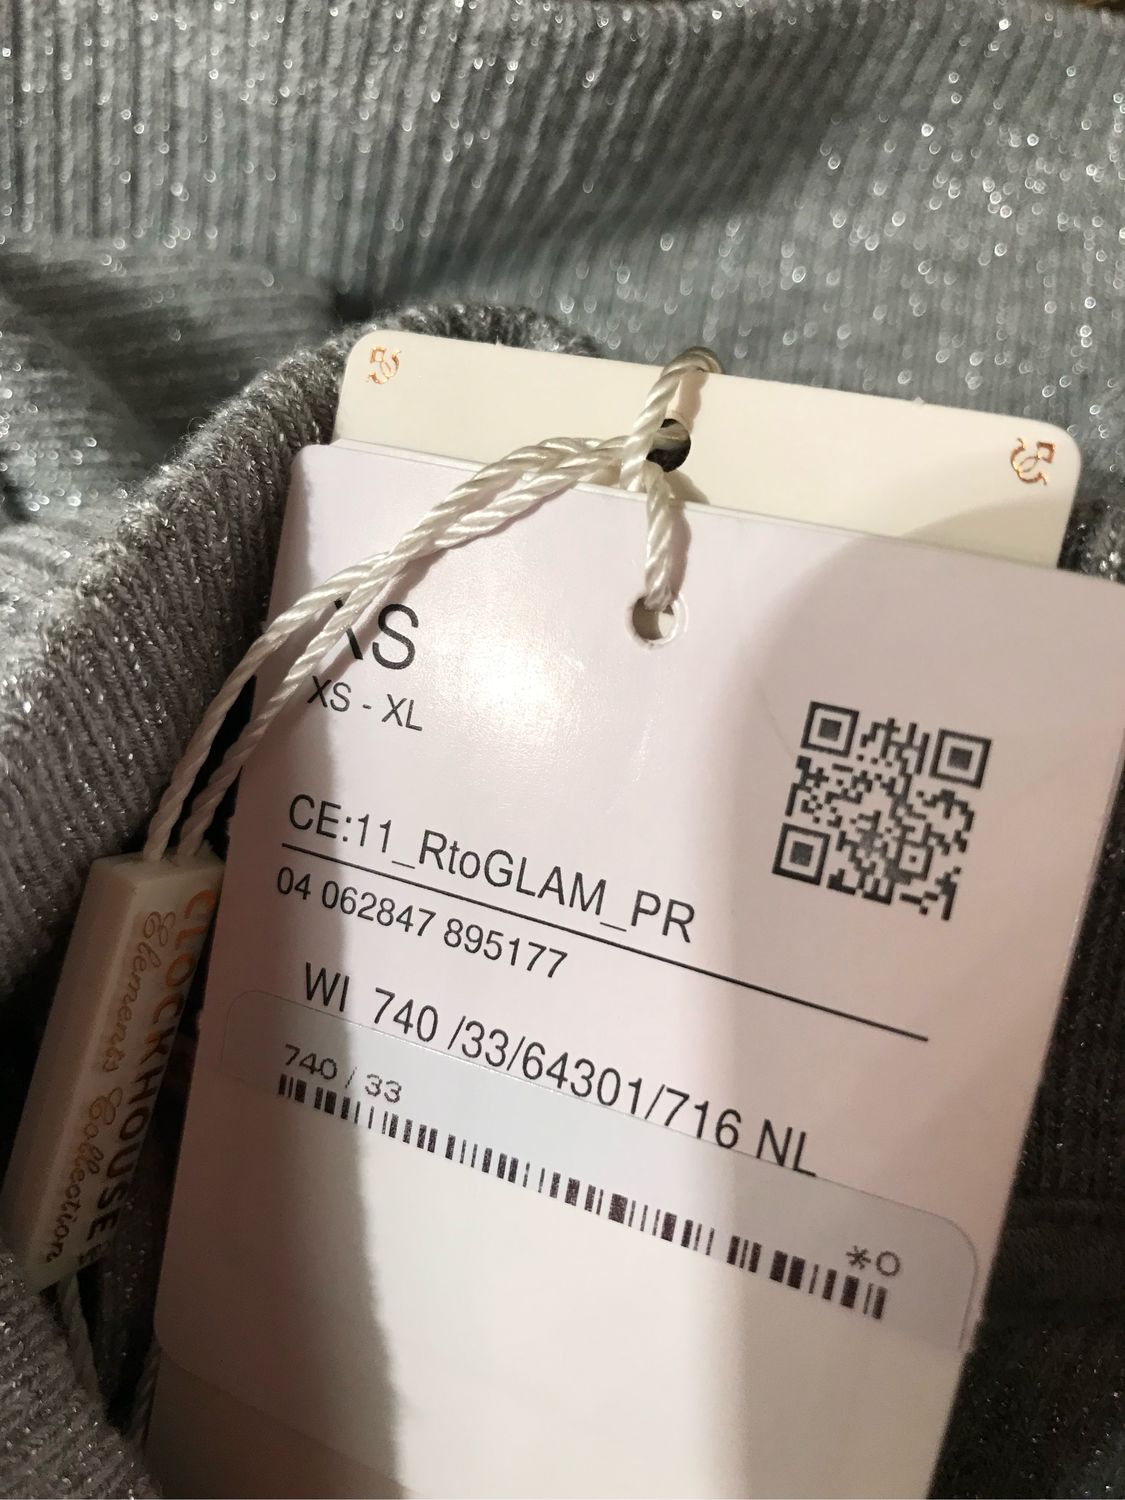 XS
XS - XL
CE:11_RtoGLAM_PR
04 062847 895177
WI 740 /33/64301/716 NL
740 / 33
*0
CLOCKHOUSE
Elements Collection